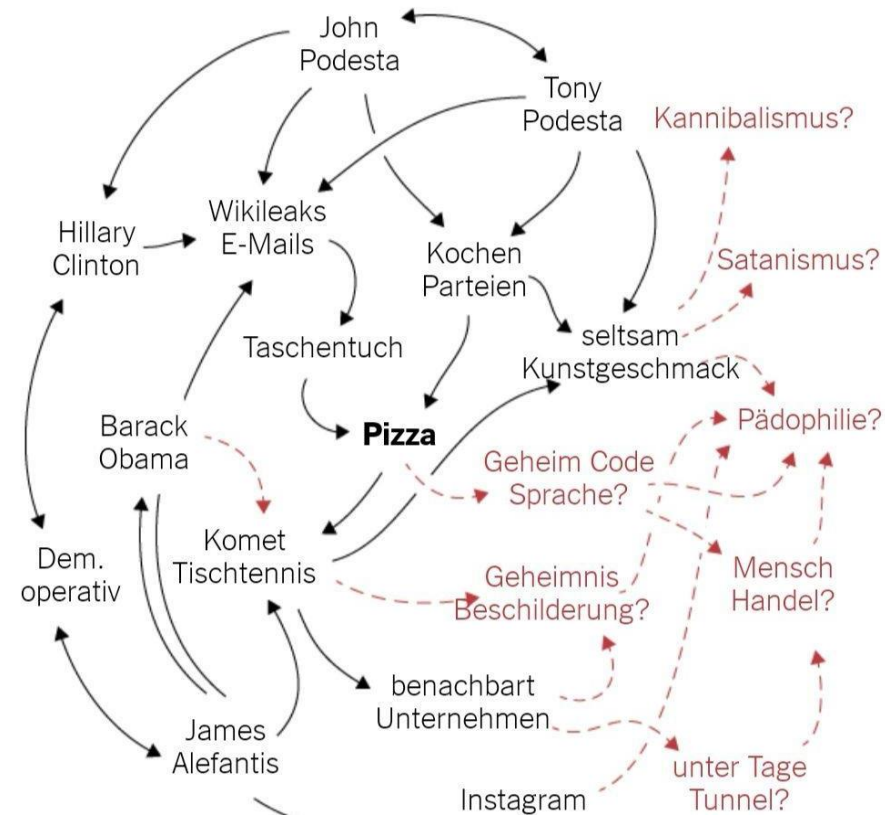 John
Podesta
Tony
Podesta
Kannibalismus?
Wikileaks
E-Mails
Hillary
Clinton
Kochen
Parteien
Satanismus?
Taschentuch
seltsam
Kunstgeschmack
Barack
Obama
Pizza
Pädophilie?
Geheim Code
Sprache?
Komet
Tischtennis
Dem.
operativ
Geheimnis
Beschilderung?
Mensch
Handel?
benachbart
Unternehmen
James
Alefantis
unter Tage
Tunnel?
Instagram